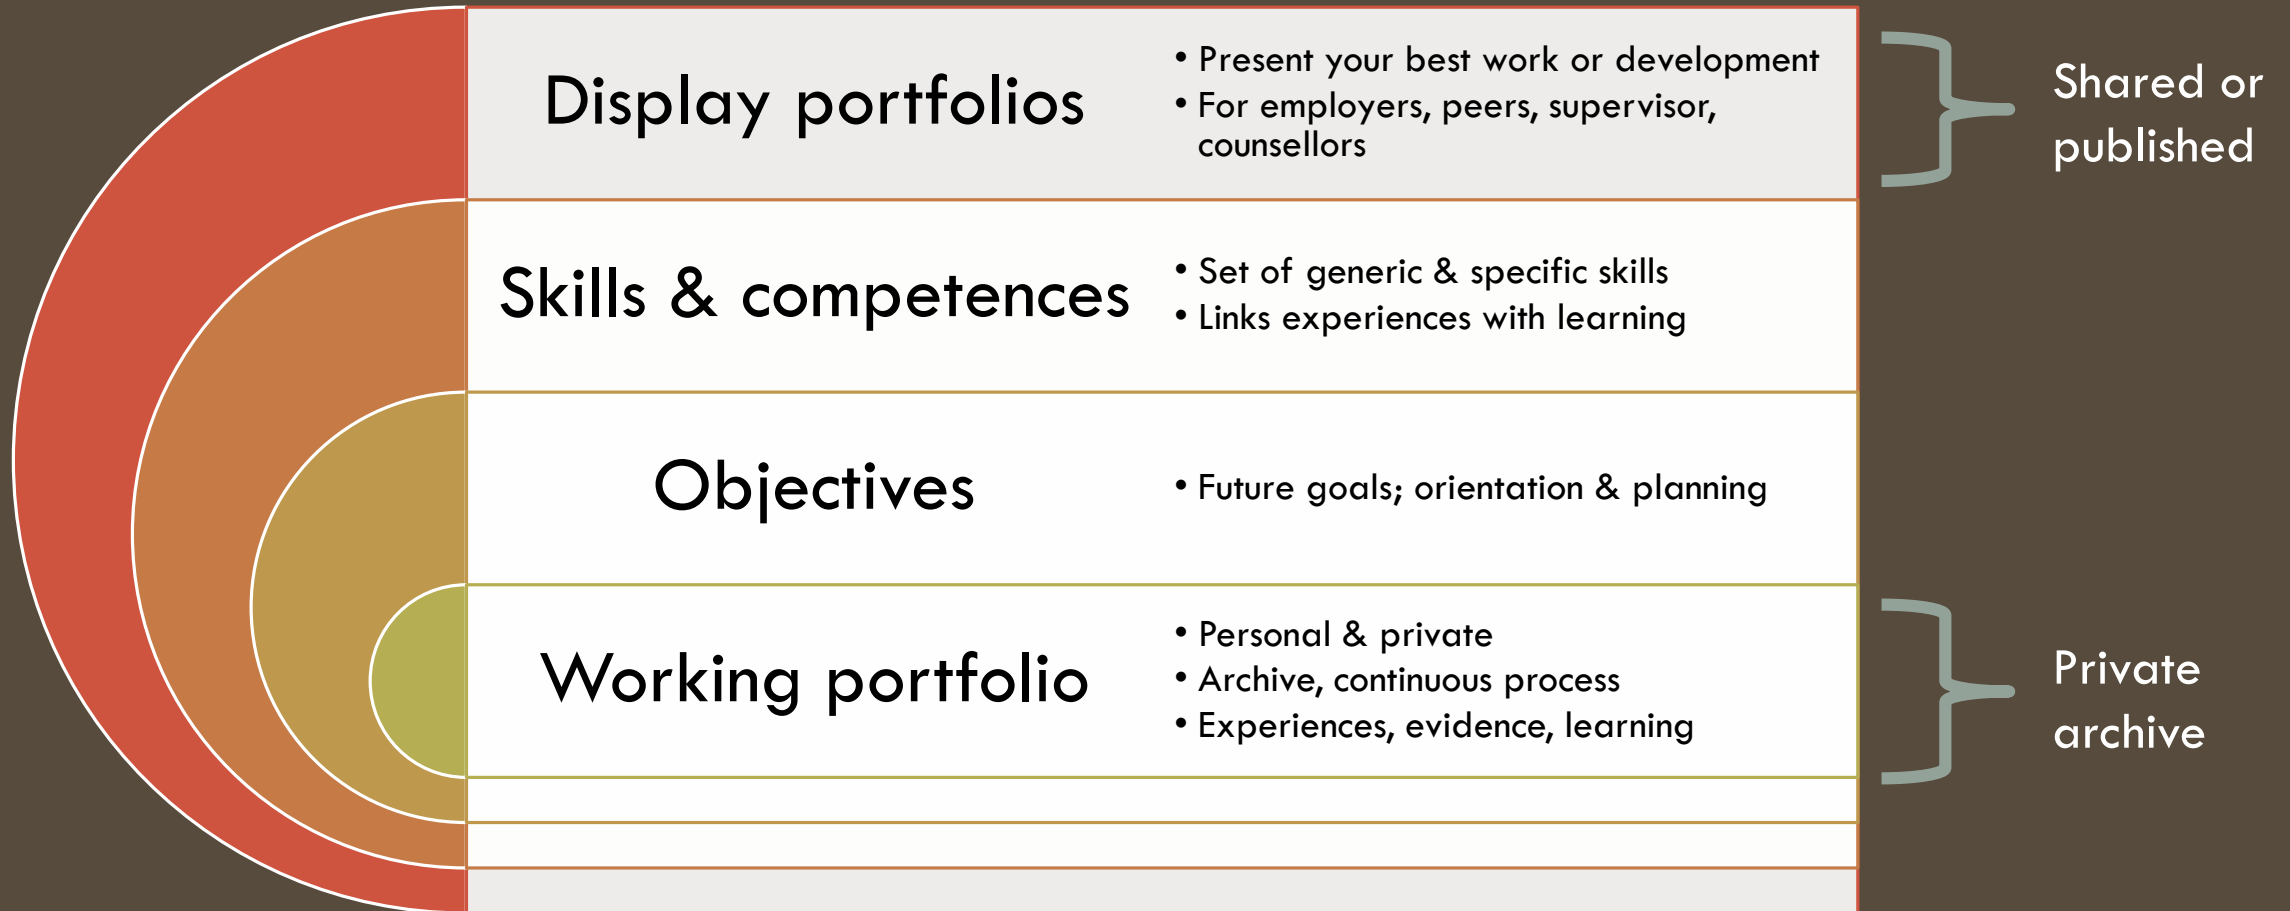 Display portfolios
• Present your best work or development
• For employers, peers, supervisor,
counsellors
Shared or
published
Skills & competences
• Set of generic & specific skills
• Links experiences with learning
Objectives
• Future goals; orientation & planning
Working portfolio
• Personal & private
• Archive, continuous process
• Experiences, evidence, learning
Private
archive